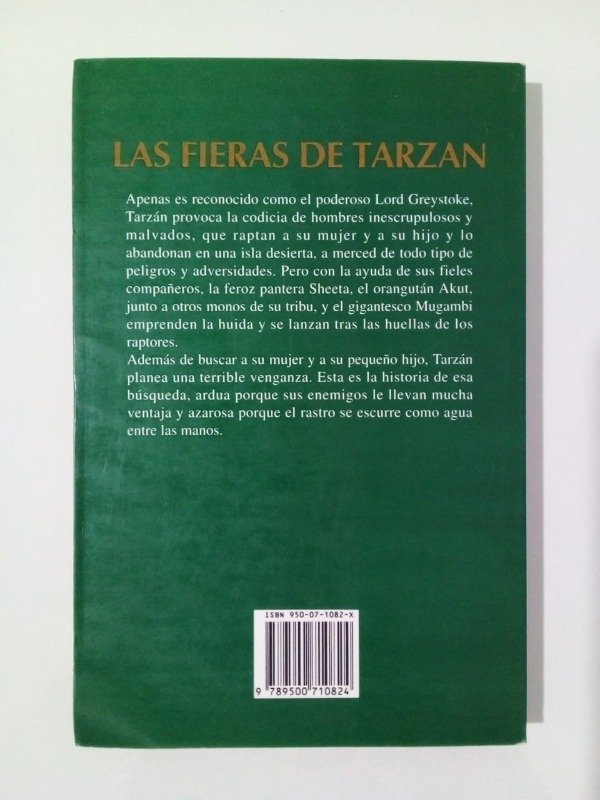 LAS FIERAS DE TARZAN
Apenas es reconocido como el poderoso Lord Greystoke,
Tarzán provoca la codicia de hombres inescrupulosos y
malvados, que raptan a su mujer y a su hijo y lo
abandonan en una isla desierta, a merced de todo tipo de
peligros y adversidades. Pero con la ayuda de sus fieles
compañeros, la feroz pantera Sheeta, el orangután Akut,
junto a otros monos de su tribu, y el gigantesco Mugambi
emprenden la huida y se lanzan tras las huellas de los
raptores.
Además de buscar a su mujer y a su pequeño hijo, Tarzán
planea una terrible venganza. Esta es la historia de esa
búsqueda, ardua porque sus enemigos le llevan mucha
ventaja y azarosa porque el rastro se escurre como agua
entre las manos.
ISBN 950-07-1082-X
9 789500 710824